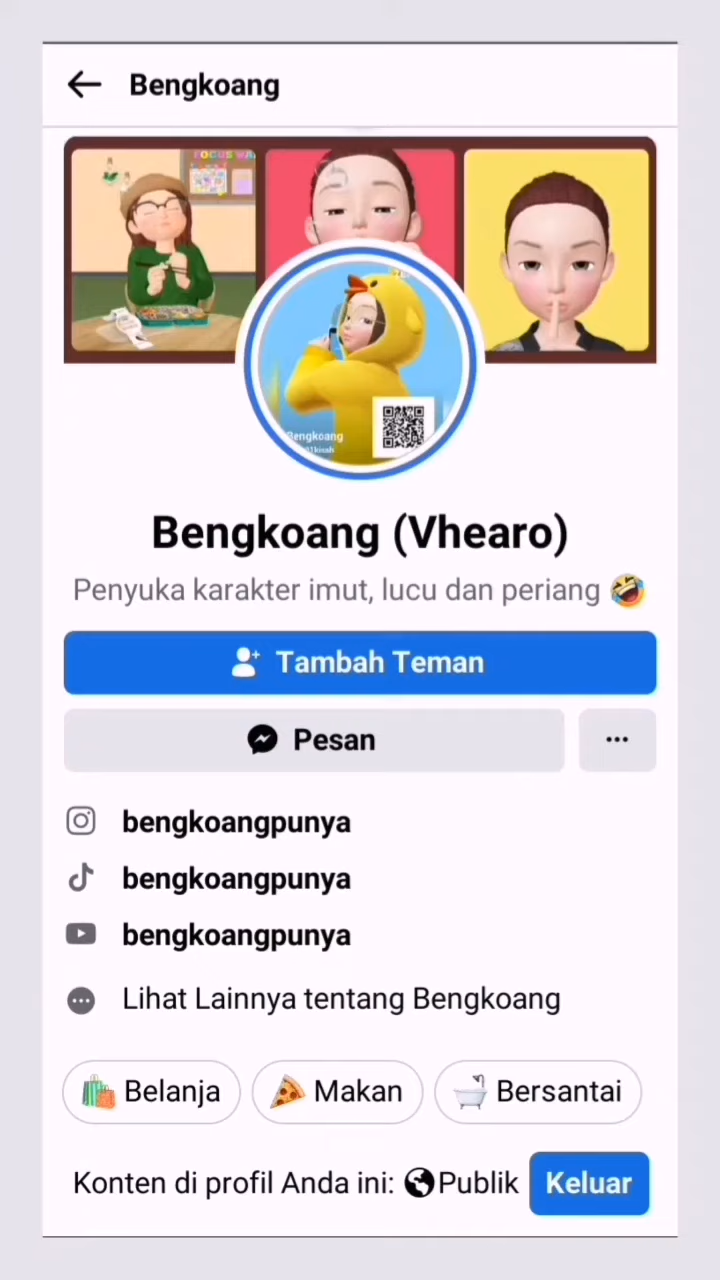 Bengkoang
FOCUS
Bengkoang
Bengkoang (Vhearo)
Penyuka karakter imut, lucu dan periang 🤣
Tambah Teman
Pesan
bengkoangpunya
bengkoangpunya
bengkoangpunya
Lihat Lainnya tentang Bengkoang
Belanja Makan Bersantai
Konten di profil Anda ini: Publik Keluar